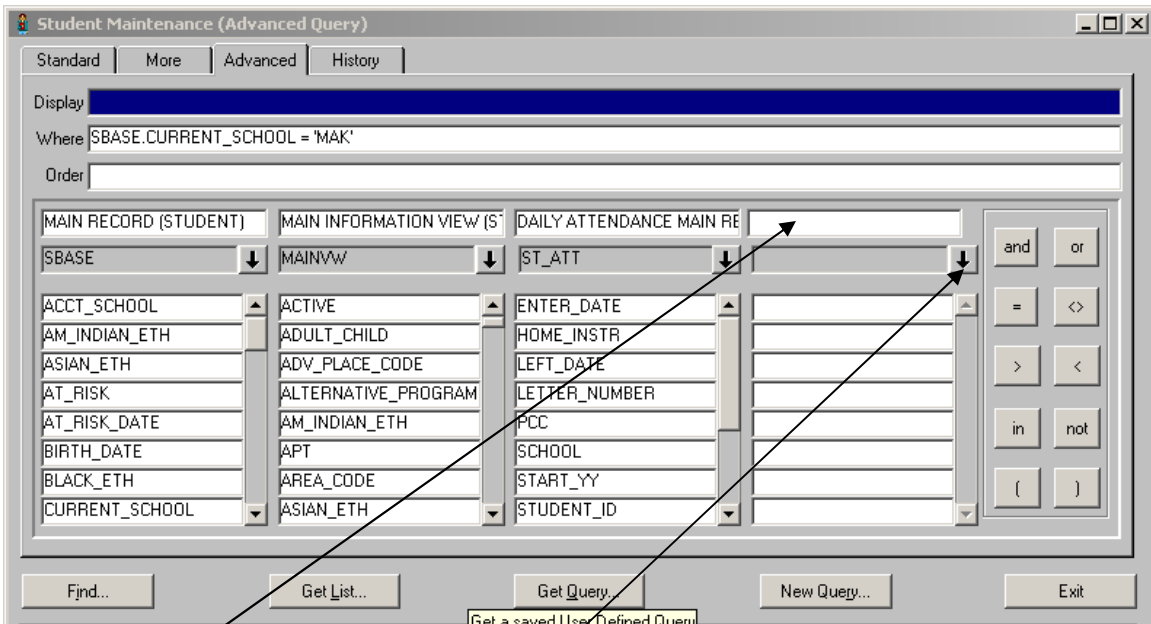 Student Maintenance (Advanced Query)
Standard More Advanced History
Display
Where SBASE.CURRENT_SCHOOL = 'MAK'
Order
MAIN RECORD (STUDENT) MAIN INFORMATION VIEW (ST DAILY ATTENDANCE MAIN RE
SBASE MAINVW ST_ATT and or
ACCT_SCHOOL ACTIVE ENTER_DATE = <>
AM_INDIAN_ETH ADULT_CHILD HOME_INSTR
ASIAN_ETH ADV_PLACE_CODE LEFT_DATE > <
AT_RISK ALTERNATIVE_PROGRAM LETTER_NUMBER
AT_RISK_DATE AM_INDIAN_ETH PCC in not
BIRTH_DATE APT SCHOOL
BLACK_ETH AREA_CODE START_YY ( )
CURRENT_SCHOOL ASIAN_ETH STUDENT_ID
Find... Get List... Get Query... New Query... Exit
Get a saved User Defined Query